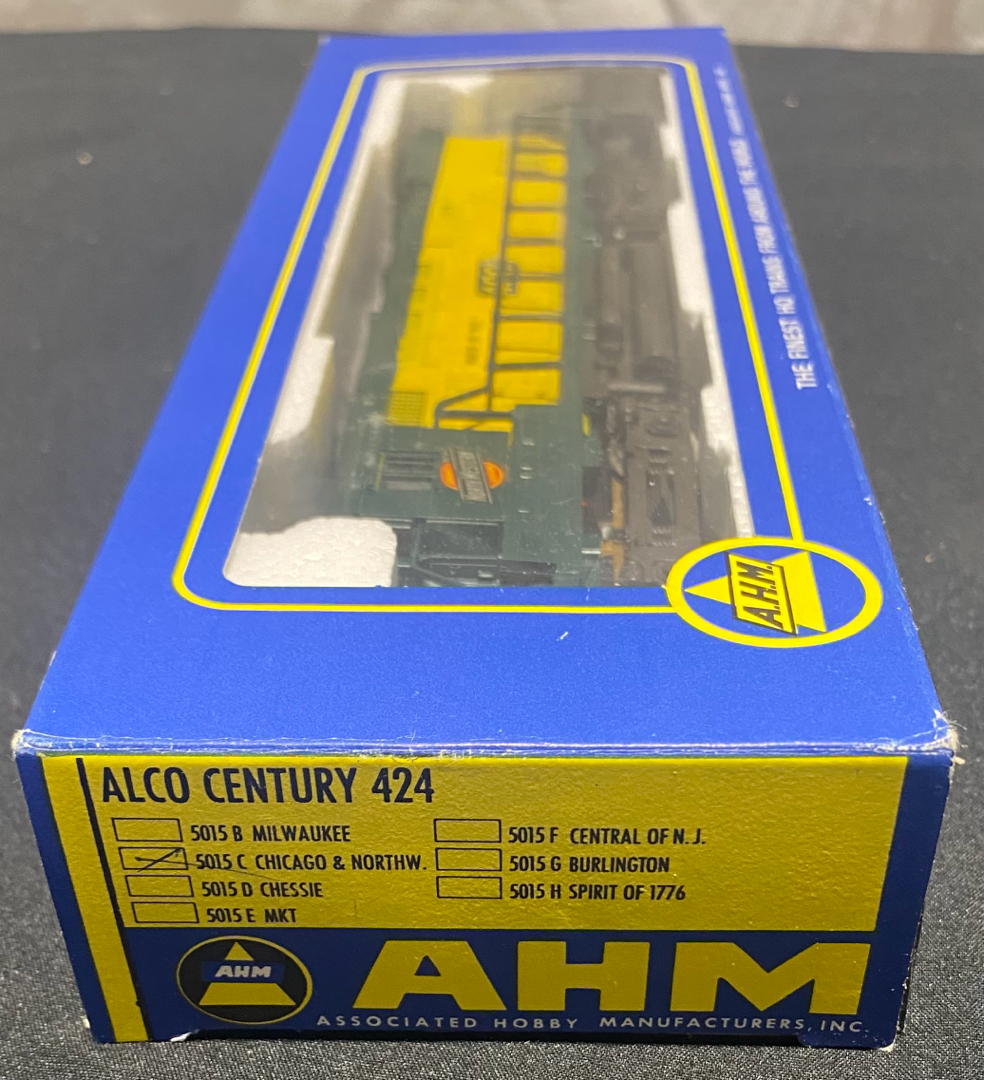 THE FINEST HO TRAINS FROM AROUND THE WORLD
A.H.M.
ALCO CENTURY 424
5015 B MILWAUKEE
5015 F CENTRAL OF N. J.
5015 C CHICAGO & NORTHW.
5015 G BURLINGTON
5015 D CHESSIE
5015 H SPIRIT OF 1776
5015 E MKT
AHM
AHM
ASSOCIATED HOBBY MANUFACTURERS, INC.